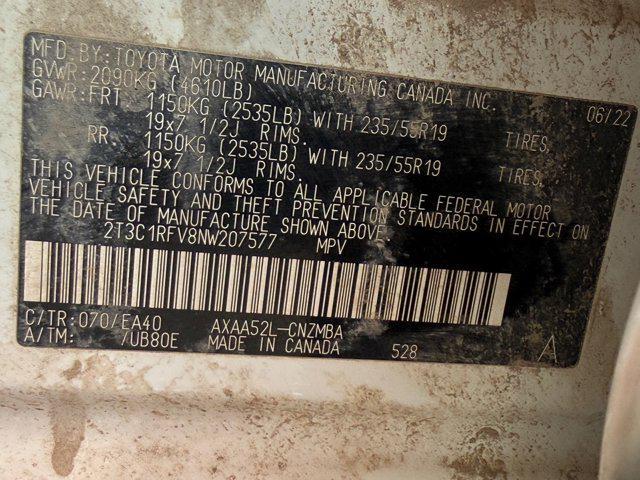 MFD. BY: TOYOTA MOTOR MANUFACTURING CANADA INC. 06/22
GVWR: 2090KG (4610LB)
GAWR: FRT 1150KG (2535LB) WITH 235/55R19 TIRES,
19x7 1/2J RIMS.
RR 1150KG (2535LB) WITH 235/55R19 TIRES,
19x7 1/2J RIMS.
THIS VEHICLE CONFORMS TO ALL APPLICABLE FEDERAL MOTOR
VEHICLE SAFETY AND THEFT PREVENTION STANDARDS IN EFFECT ON
THE DATE OF MANUFACTURE SHOWN ABOVE.
2T3C1RFV8NW207577 MPV
C/TR: 070/EA40 AXAA52L-CNZMBA
A/TM: /UB80E MADE IN CANADA 528 A